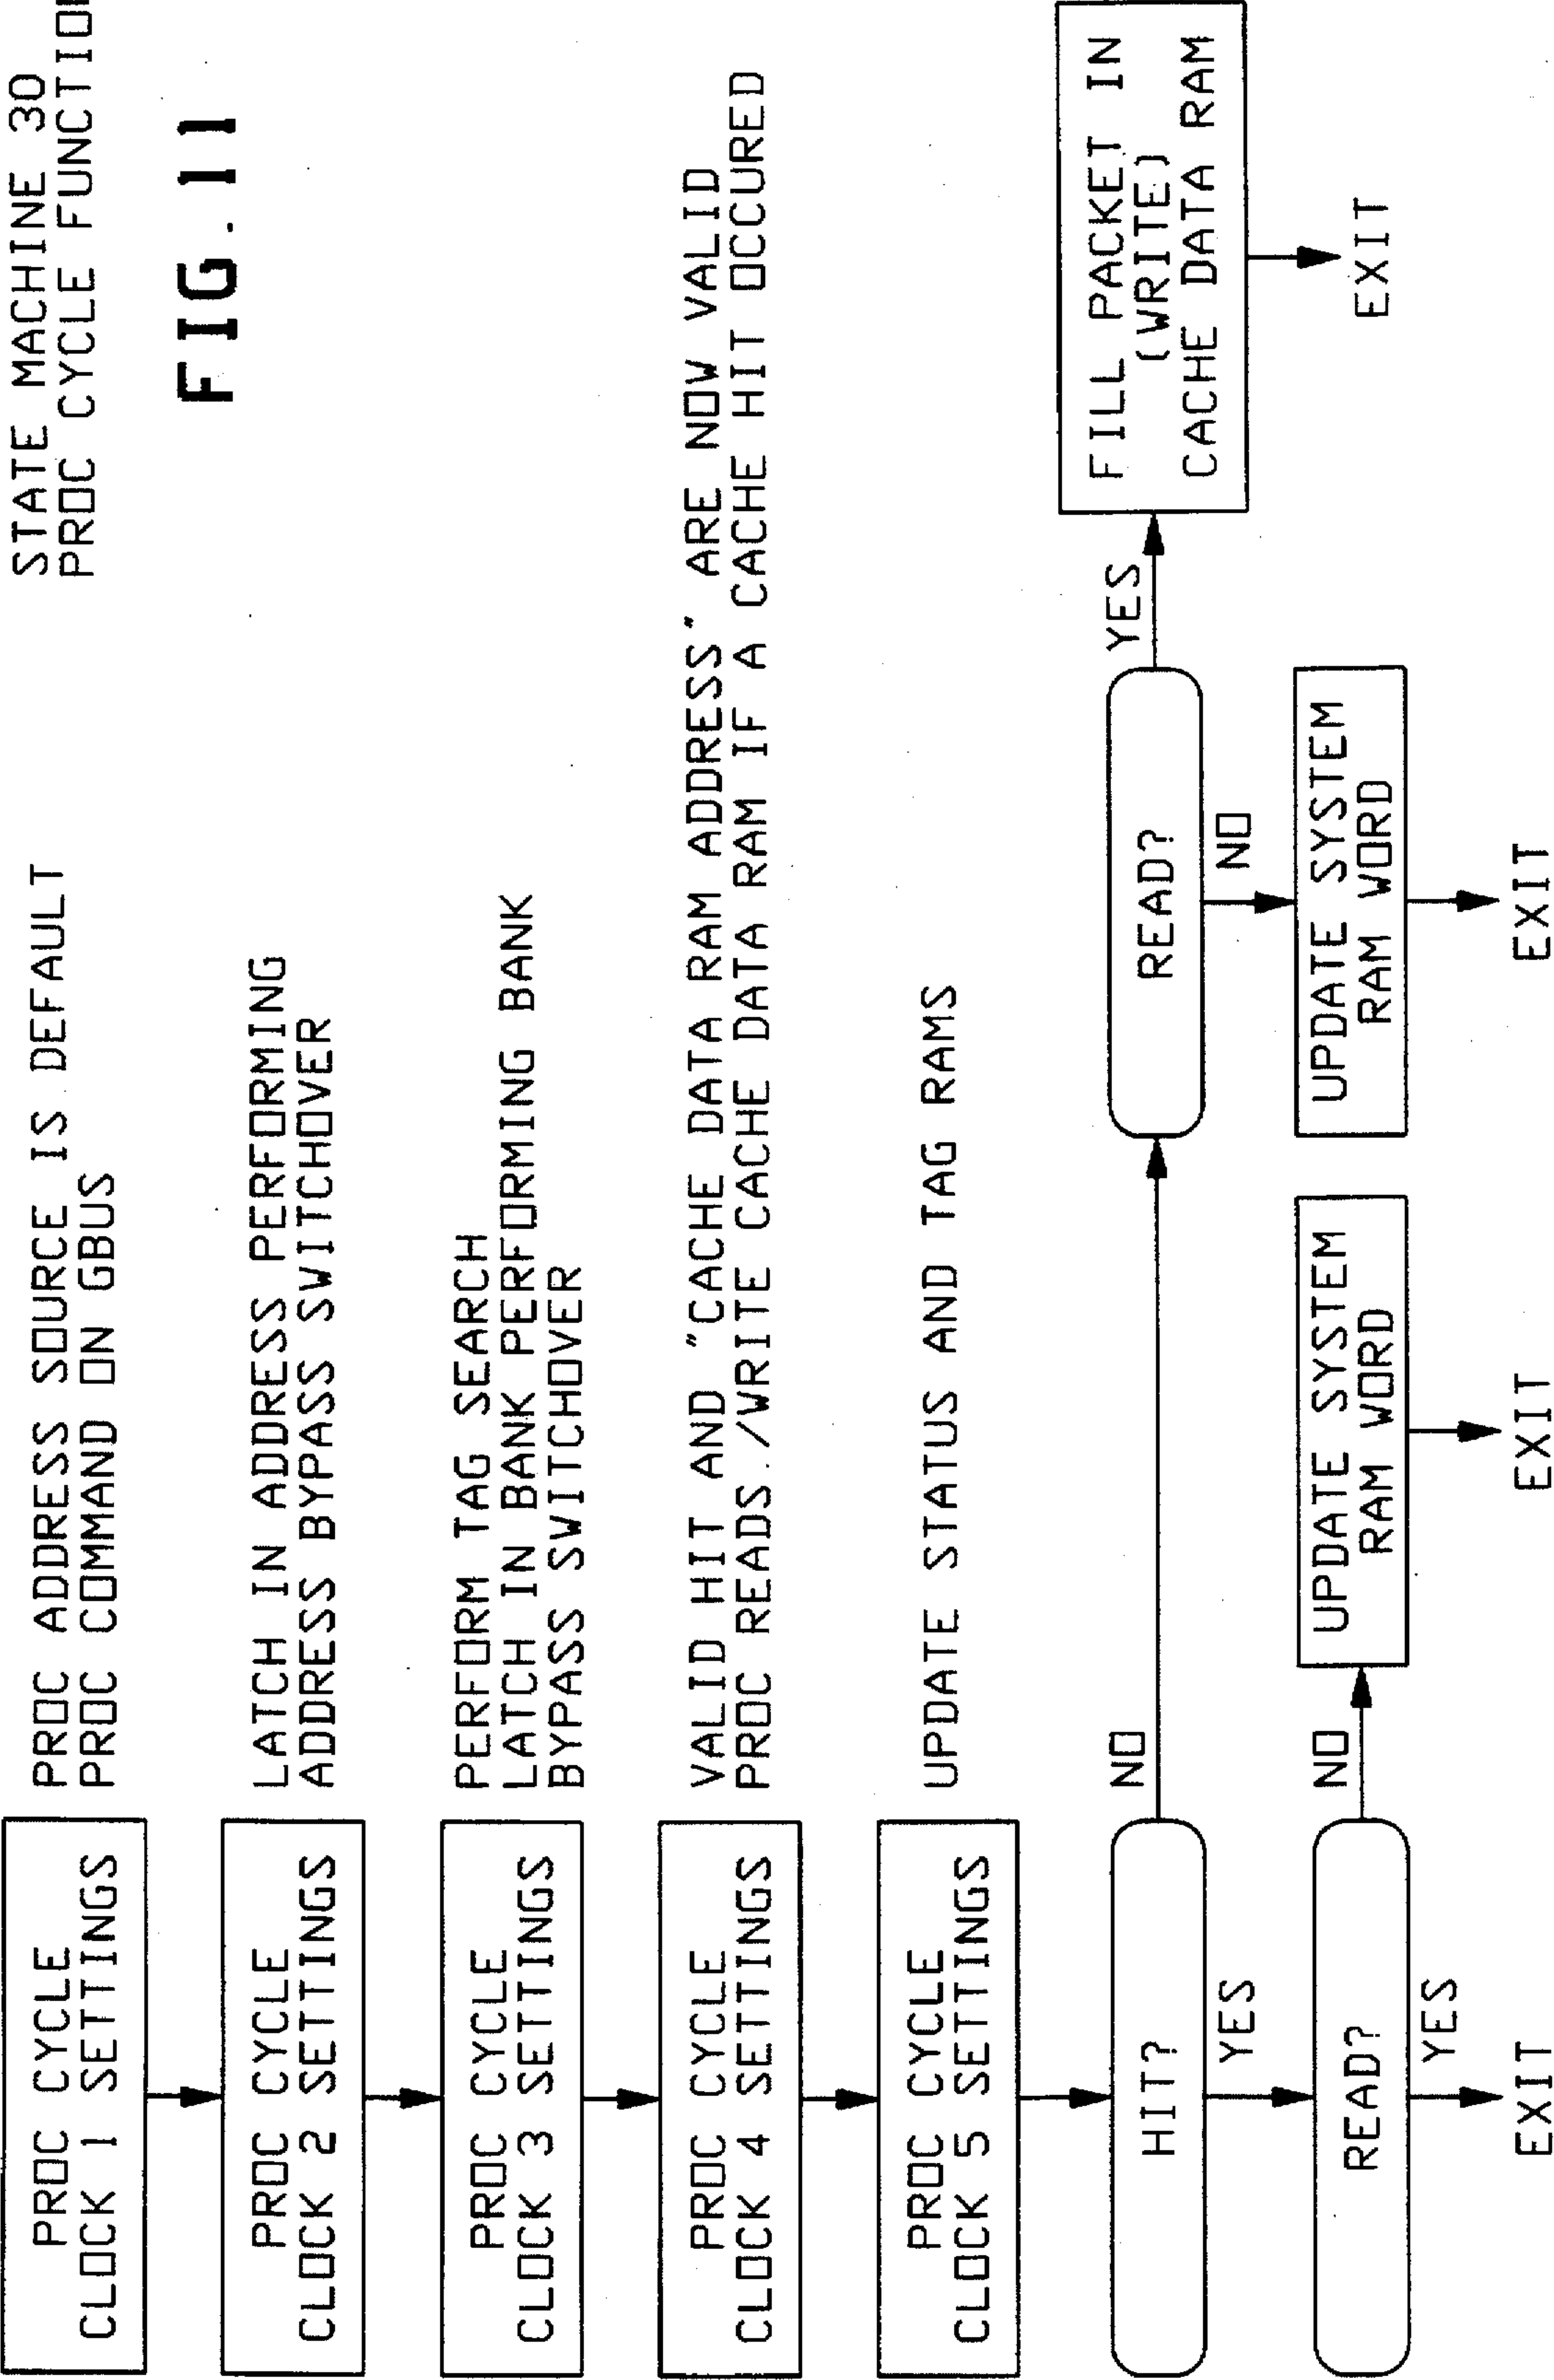 STATE MACHINE 30
PROC CYCLE FUNCTION
FIG. 11
PROC CYCLE
CLOCK 1 SETTINGS
PROC ADDRESS SOURCE IS DEFAULT
PROC COMMAND ON GBUS
PROC CYCLE
CLOCK 2 SETTINGS
LATCH IN ADDRESS PERFORMING
ADDRESS BYPASS SWITCHOVER
PROC CYCLE
CLOCK 3 SETTINGS
PERFORM TAG SEARCH
LATCH IN BANK PERFORMING BANK
BYPASS SWITCHOVER
PROC CYCLE
CLOCK 4 SETTINGS
VALID HIT AND "CACHE DATA RAM ADDRESS" ARE NOW VALID
PROC READS/WRITE CACHE DATA RAM IF A CACHE HIT OCCURED
PROC CYCLE
CLOCK 5 SETTINGS
UPDATE STATUS AND TAG RAMS
HIT?
NO
READ?
YES
FILL PACKET IN
(WRITE)
CACHE DATA RAM
EXIT
YES
NO
READ?
NO
UPDATE SYSTEM
RAM WORD
UPDATE SYSTEM
RAM WORD
YES
EXIT
EXIT
EXIT